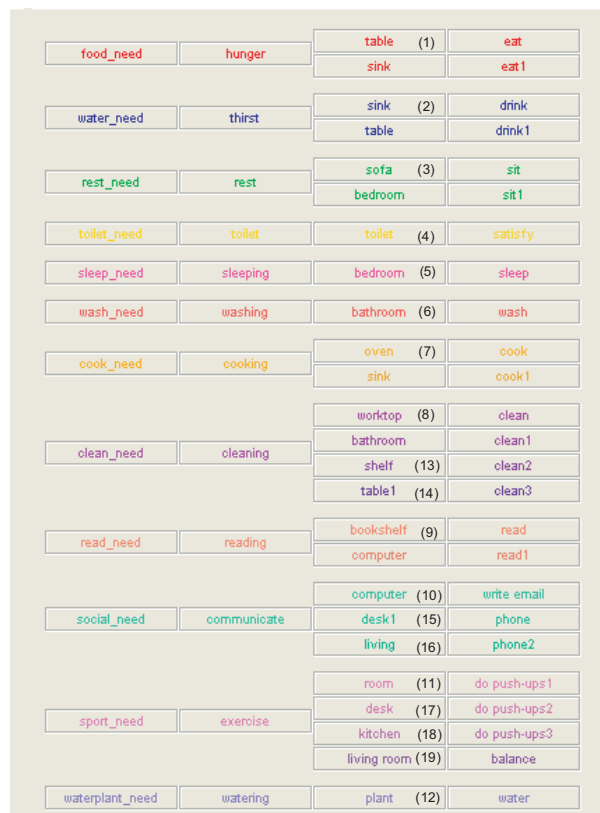 table (1) eat
food_need hunger
sink eat1
sink (2) drink
water_need thirst
table drink1
sofa (3) sit
rest_need rest
bedroom sit1
toilet_need toilet toilet (4) satisfy
sleep_need sleeping bedroom (5) sleep
wash_need washing bathroom (6) wash
oven (7) cook
cook_need cooking
sink cook1
worktop (8) clean
bathroom clean1
clean_need cleaning
shelf (13) clean2
table1 (14) clean3
bookshelf (9) read
read_need reading
computer read1
computer (10) write email
social_need communicate desk1 (15) phone
living (16) phone2
room (11) do push-ups1
desk (17) do push-ups2
sport_need exercise
kitchen (18) do push-ups3
living room (19) balance
waterplant_need watering plant (12) water